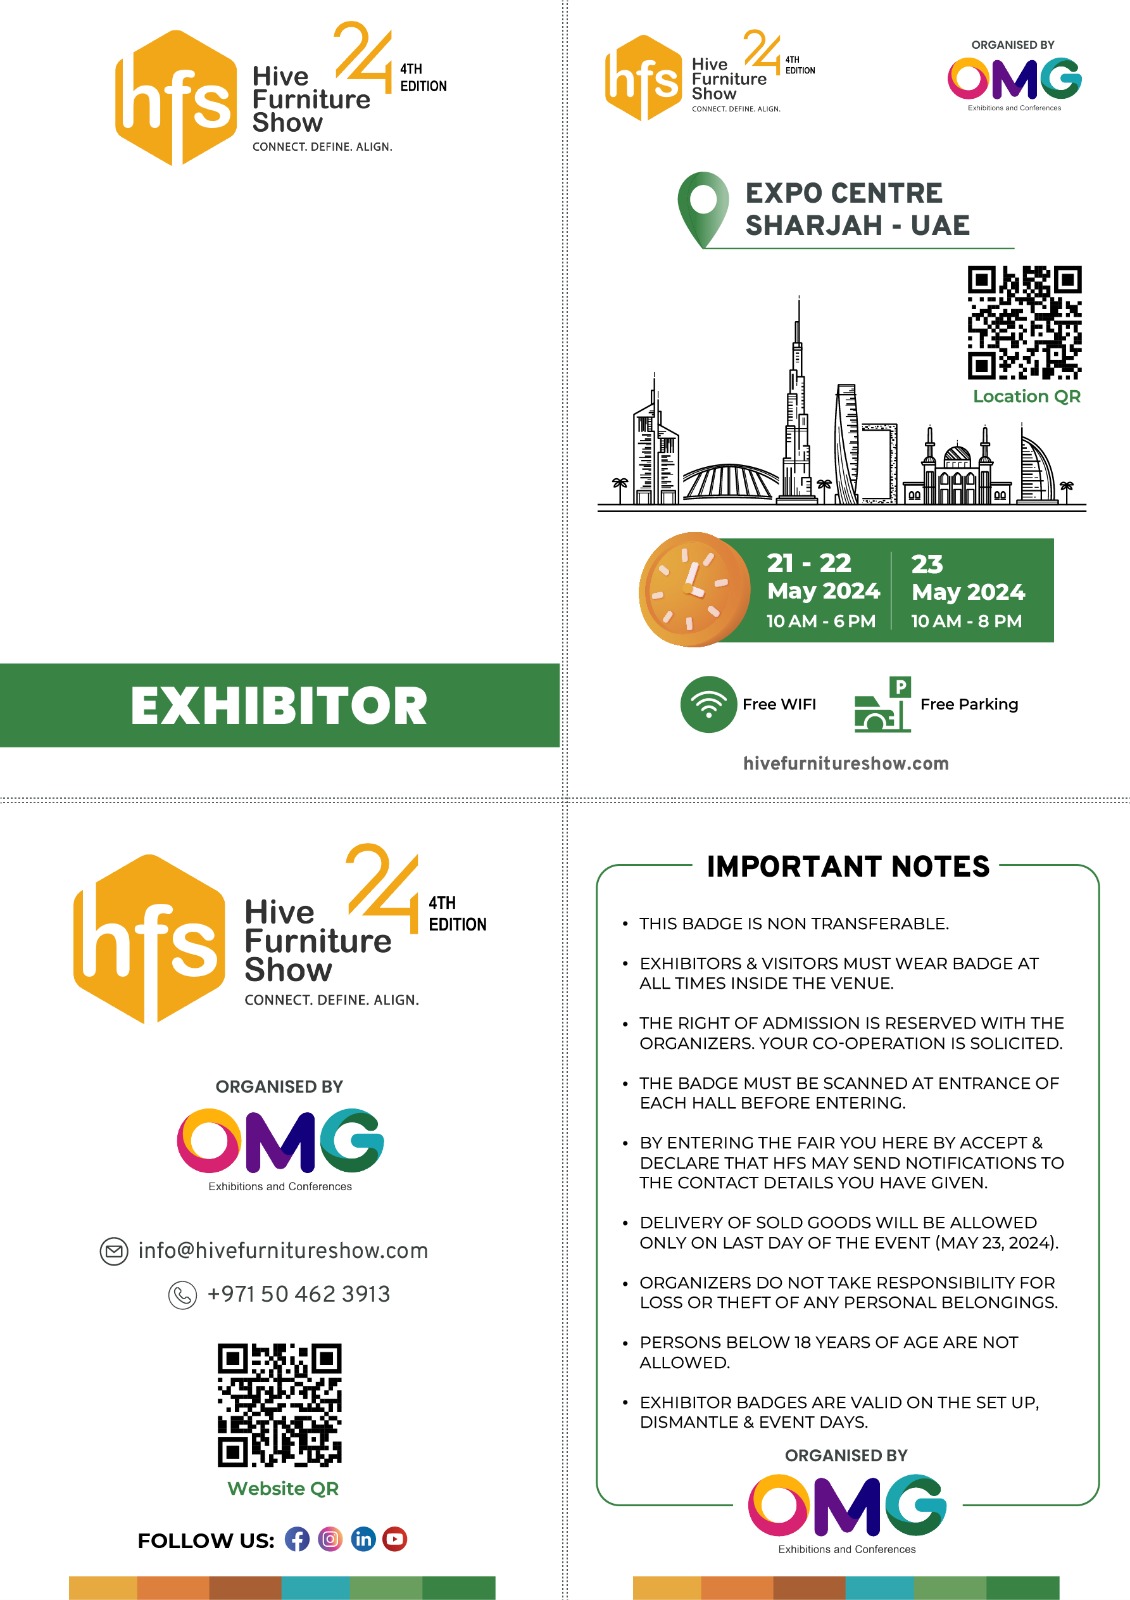 hfs
Hive
Furniture
Show
24
4TH
EDITION
CONNECT. DEFINE. ALIGN.
EXHIBITOR
hfs
Hive
Furniture
Show
24
4TH
EDITION
CONNECT. DEFINE. ALIGN.
ORGANISED BY
OMG
Exhibitions and Conferences
EXPO CENTRE
SHARJAH - UAE
Location QR
21 - 22
May 2024
10 AM - 6 PM
23
May 2024
10 AM - 8 PM
Free WIFI
P
Free Parking
hivefurnitureshow.com
hfs
Hive
Furniture
Show
24
4TH
EDITION
CONNECT. DEFINE. ALIGN.
ORGANISED BY
OMG
Exhibitions and Conferences
info@hivefurnitureshow.com
+971 50 462 3913
Website QR
FOLLOW US:
IMPORTANT NOTES
• THIS BADGE IS NON TRANSFERABLE.
• EXHIBITORS & VISITORS MUST WEAR BADGE AT
ALL TIMES INSIDE THE VENUE.
• THE RIGHT OF ADMISSION IS RESERVED WITH THE
ORGANIZERS. YOUR CO-OPERATION IS SOLICITED.
• THE BADGE MUST BE SCANNED AT ENTRANCE OF
EACH HALL BEFORE ENTERING.
• BY ENTERING THE FAIR YOU HERE BY ACCEPT &
DECLARE THAT HFS MAY SEND NOTIFICATIONS TO
THE CONTACT DETAILS YOU HAVE GIVEN.
• DELIVERY OF SOLD GOODS WILL BE ALLOWED
ONLY ON LAST DAY OF THE EVENT (MAY 23, 2024).
• ORGANIZERS DO NOT TAKE RESPONSIBILITY FOR
LOSS OR THEFT OF ANY PERSONAL BELONGINGS.
• PERSONS BELOW 18 YEARS OF AGE ARE NOT
ALLOWED.
• EXHIBITOR BADGES ARE VALID ON THE SET UP,
DISMANTLE & EVENT DAYS.
ORGANISED BY
OMG
Exhibitions and Conferences